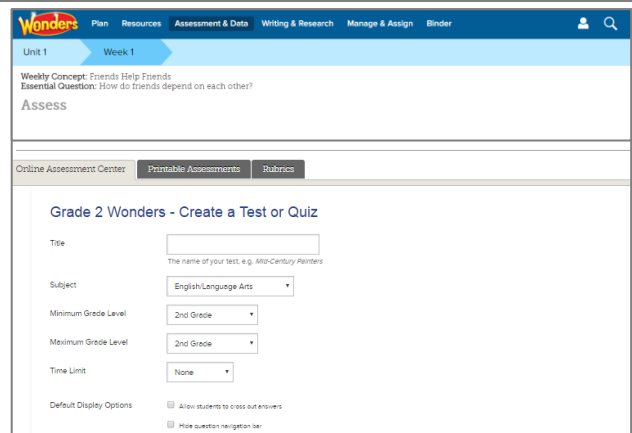 Wonders Plan Resources Assessment & Data Writing & Research Manage & Assign Binder
Unit 1 Week 1
Weekly Concept: Friends Help Friends
Essential Question: How do friends depend on each other?
Assess
Online Assessment Center Printable Assessments Rubrics
Grade 2 Wonders - Create a Test or Quiz
Title
The name of your test, e.g. Mid-Century Painters
Subject English/Language Arts
Minimum Grade Level 2nd Grade
Maximum Grade Level 2nd Grade
Time Limit None
Default Display Options Allow students to cross out answers
Hide question navigation bar